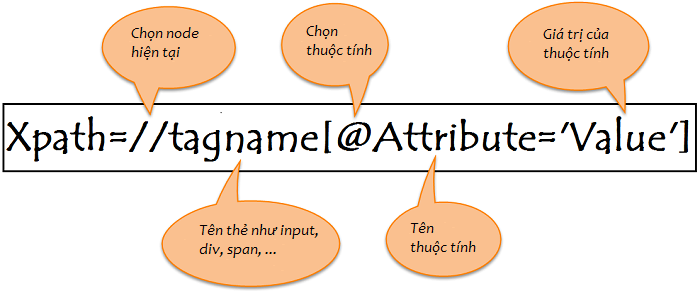 Chọn node
hiện tại
Chọn
thuộc tính
Giá trị của
thuộc tính
Xpath=//tagname[@Attribute='Value']
Tên thẻ như input,
div, span, ...
Tên
thuộc tính